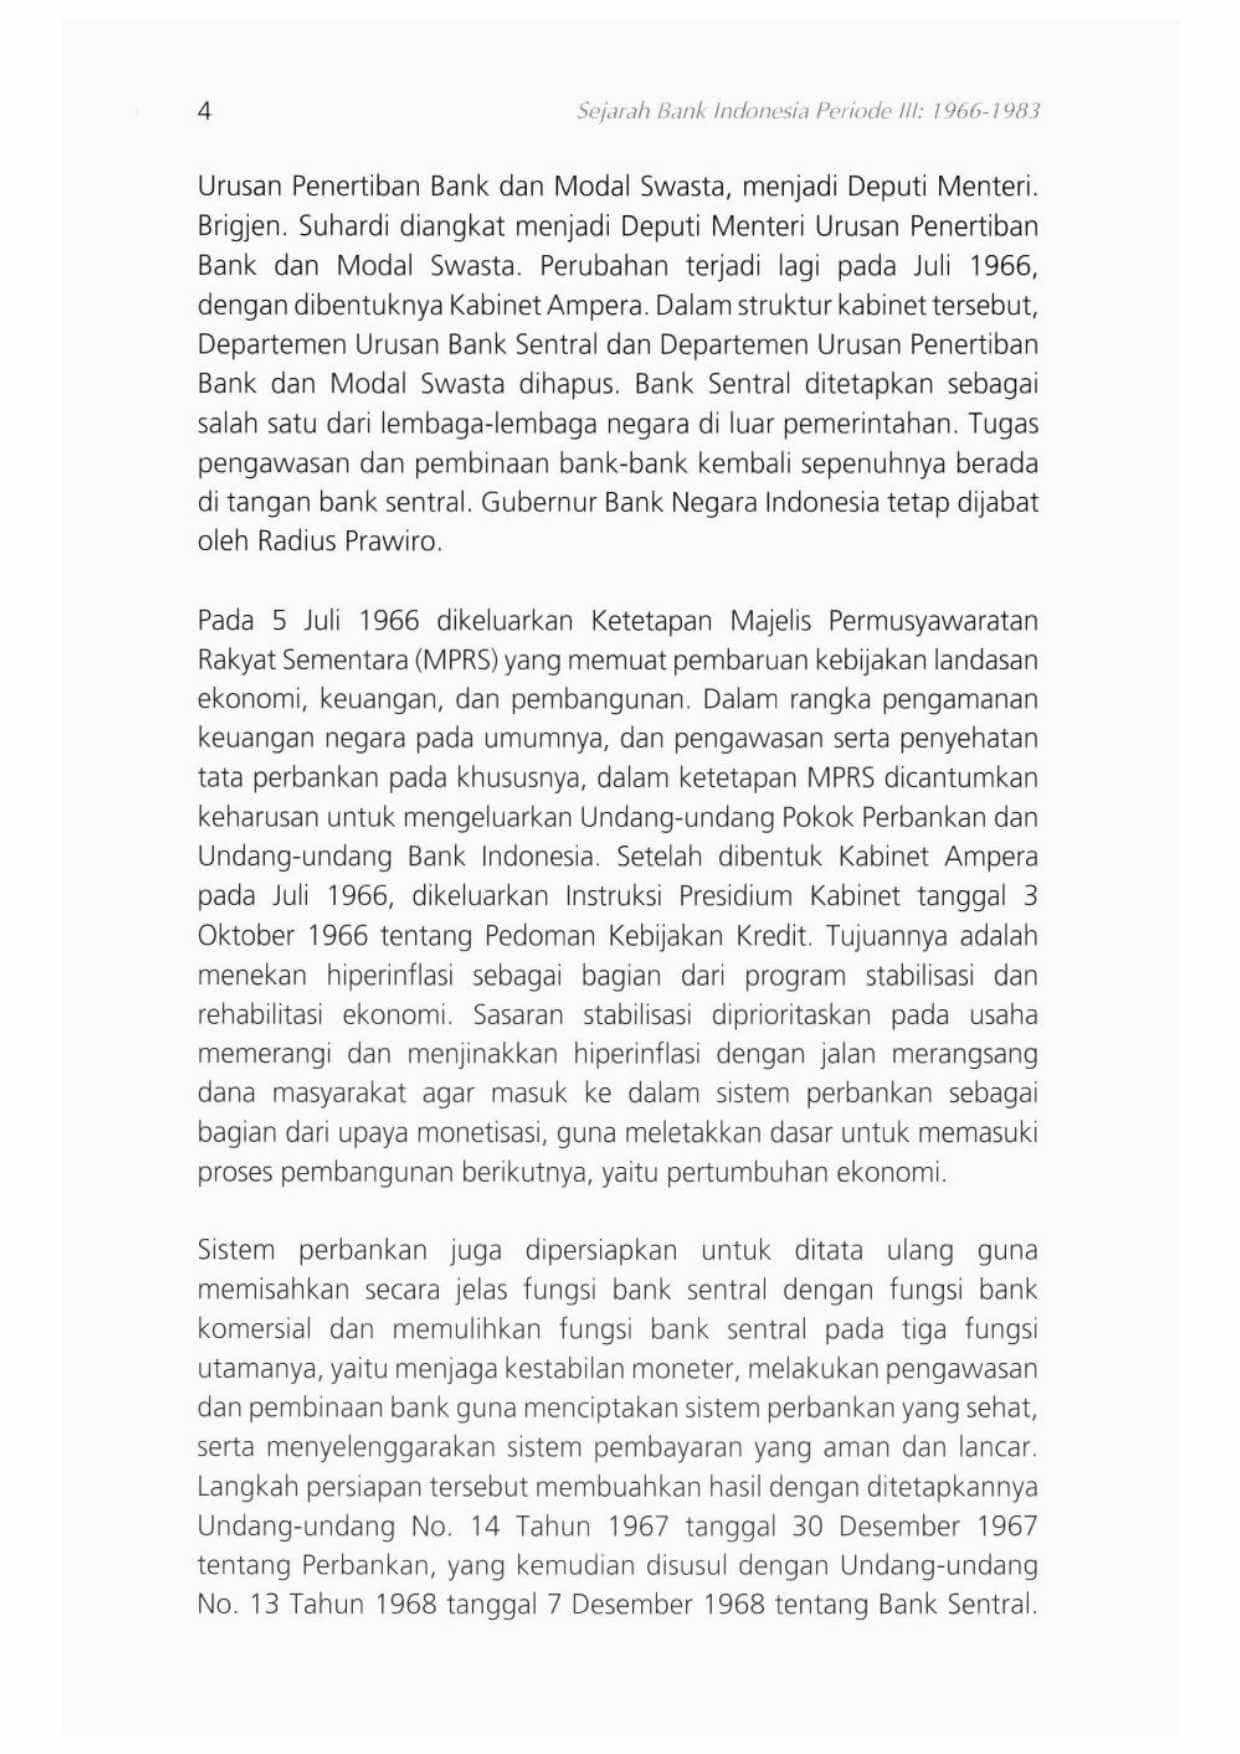 4
Sejarah Bank Indonesia Periode III: 1966-1983
Urusan Penertiban Bank dan Modal Swasta, menjadi Deputi Menteri.
Brigjen. Suhardi diangkat menjadi Deputi Menteri Urusan Penertiban
Bank dan Modal Swasta. Perubahan terjadi lagi pada Juli 1966,
dengan dibentuknya Kabinet Ampera. Dalam struktur kabinet tersebut,
Departemen Urusan Bank Sentral dan Departemen Urusan Penertiban
Bank dan Modal Swasta dihapus. Bank Sentral ditetapkan sebagai
salah satu dari lembaga-lembaga negara di luar pemerintahan. Tugas
pengawasan dan pembinaan bank-bank kembali sepenuhnya berada
di tangan bank sentral. Gubernur Bank Negara Indonesia tetap dijabat
oleh Radius Prawiro.
Pada 5 Juli 1966 dikeluarkan Ketetapan Majelis Permusyawaratan
Rakyat Sementara (MPRS) yang memuat pembaruan kebijakan landasan
ekonomi, keuangan, dan pembangunan. Dalam rangka pengamanan
keuangan negara pada umumnya, dan pengawasan serta penyehatan
tata perbankan pada khususnya, dalam ketetapan MPRS dicantumkan
keharusan untuk mengeluarkan Undang-undang Pokok Perbankan dan
Undang-undang Bank Indonesia. Setelah dibentuk Kabinet Ampera
pada Juli 1966, dikeluarkan Instruksi Presidium Kabinet tanggal 3
Oktober 1966 tentang Pedoman Kebijakan Kredit. Tujuannya adalah
menekan hiperinflasi sebagai bagian dari program stabilisasi dan
rehabilitasi ekonomi. Sasaran stabilisasi diprioritaskan pada usaha
memerangi dan menjinakkan hiperinflasi dengan jalan merangsang
dana masyarakat agar masuk ke dalam sistem perbankan sebagai
bagian dari upaya monetisasi, guna meletakkan dasar untuk memasuki
proses pembangunan berikutnya, yaitu pertumbuhan ekonomi.
Sistem perbankan juga dipersiapkan untuk ditata ulang guna
memisahkan secara jelas fungsi bank sentral dengan fungsi bank
komersial dan memulihkan fungsi bank sentral pada tiga fungsi
utamanya, yaitu menjaga kestabilan moneter, melakukan pengawasan
dan pembinaan bank guna menciptakan sistem perbankan yang sehat,
serta menyelenggarakan sistem pembayaran yang aman dan lancar.
Langkah persiapan tersebut membuahkan hasil dengan ditetapkannya
Undang-undang No. 14 Tahun 1967 tanggal 30 Desember 1967
tentang Perbankan, yang kemudian disusul dengan Undang-undang
No. 13 Tahun 1968 tanggal 7 Desember 1968 tentang Bank Sentral.